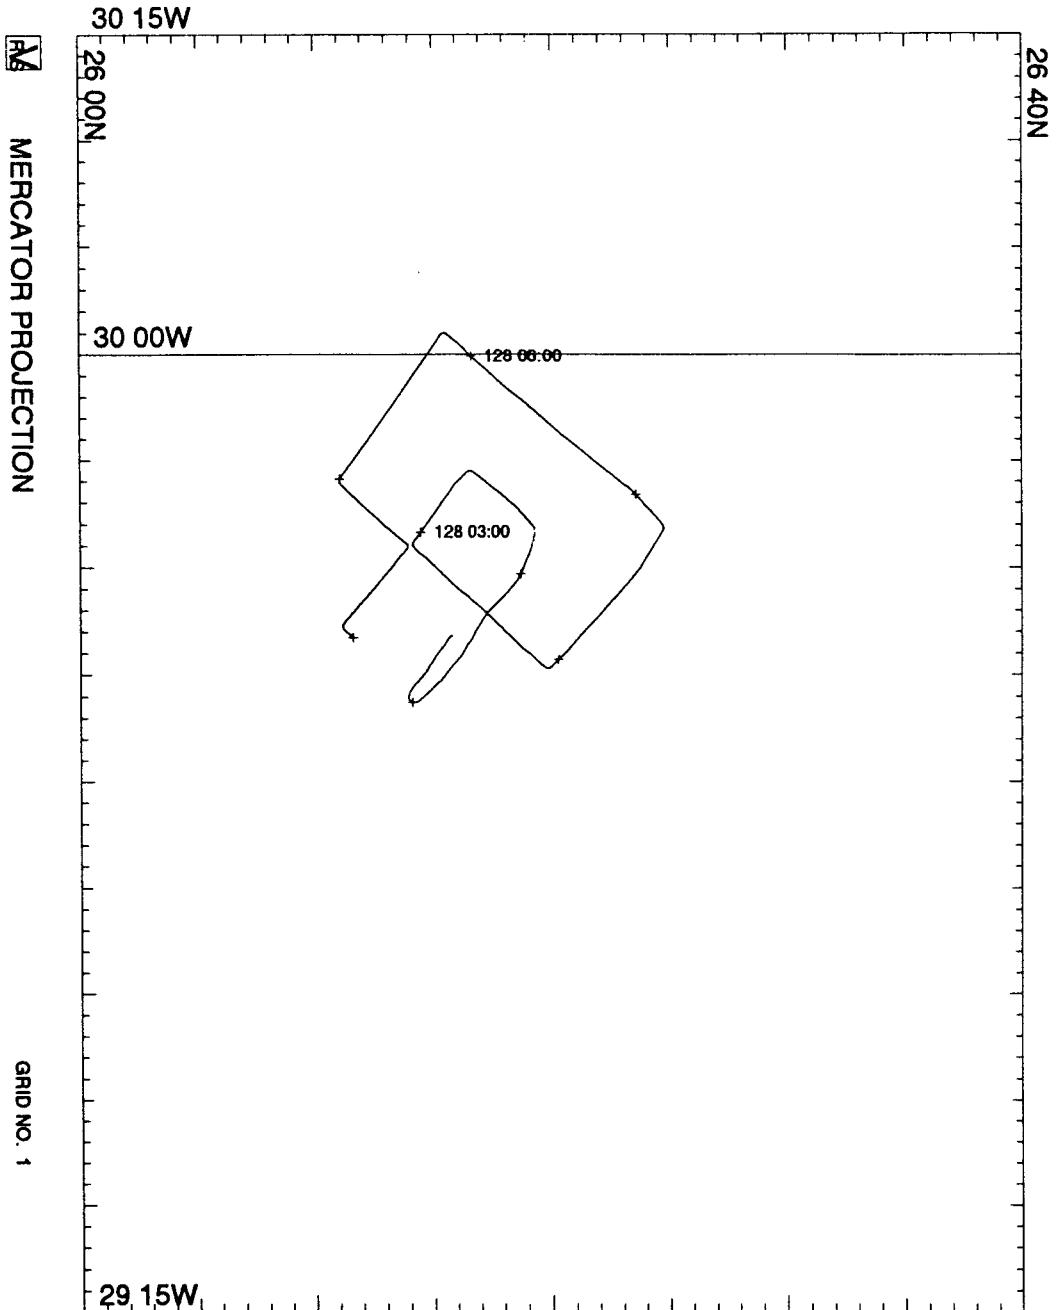 30 15W
26 00N
26 40N
RVS
MERCATOR PROJECTION
30 00W
128 06:00
128 03:00
GRID NO. 1
29 15W